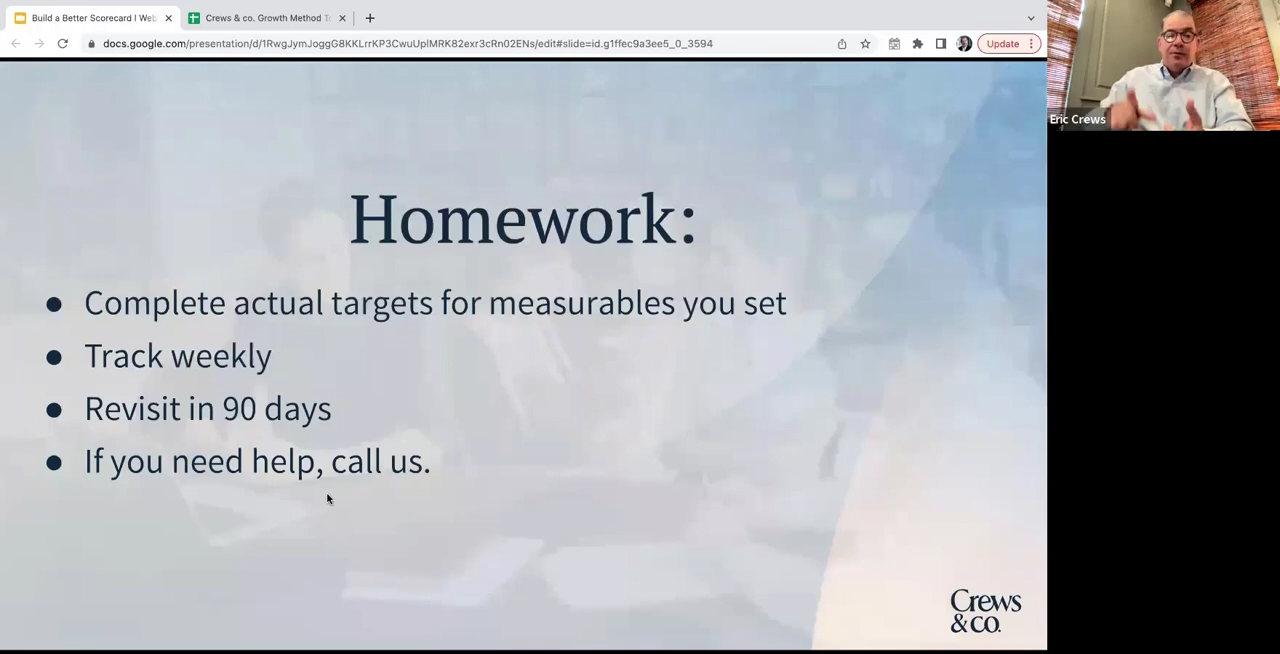 Build a Better Scorecard I Web
Crews & co. Growth Method To
docs.google.com/presentation/d/1RwgJymJoggG8KKLrrKP3CwuUplMRK82exr3cRn02ENs/edit#slide=id.g1ffec9a3ee5_0_3594
Update
Eric Crews
Homework:
● Complete actual targets for measurables you set
● Track weekly
● Revisit in 90 days
● If you need help, call us.
Crews
& CO.